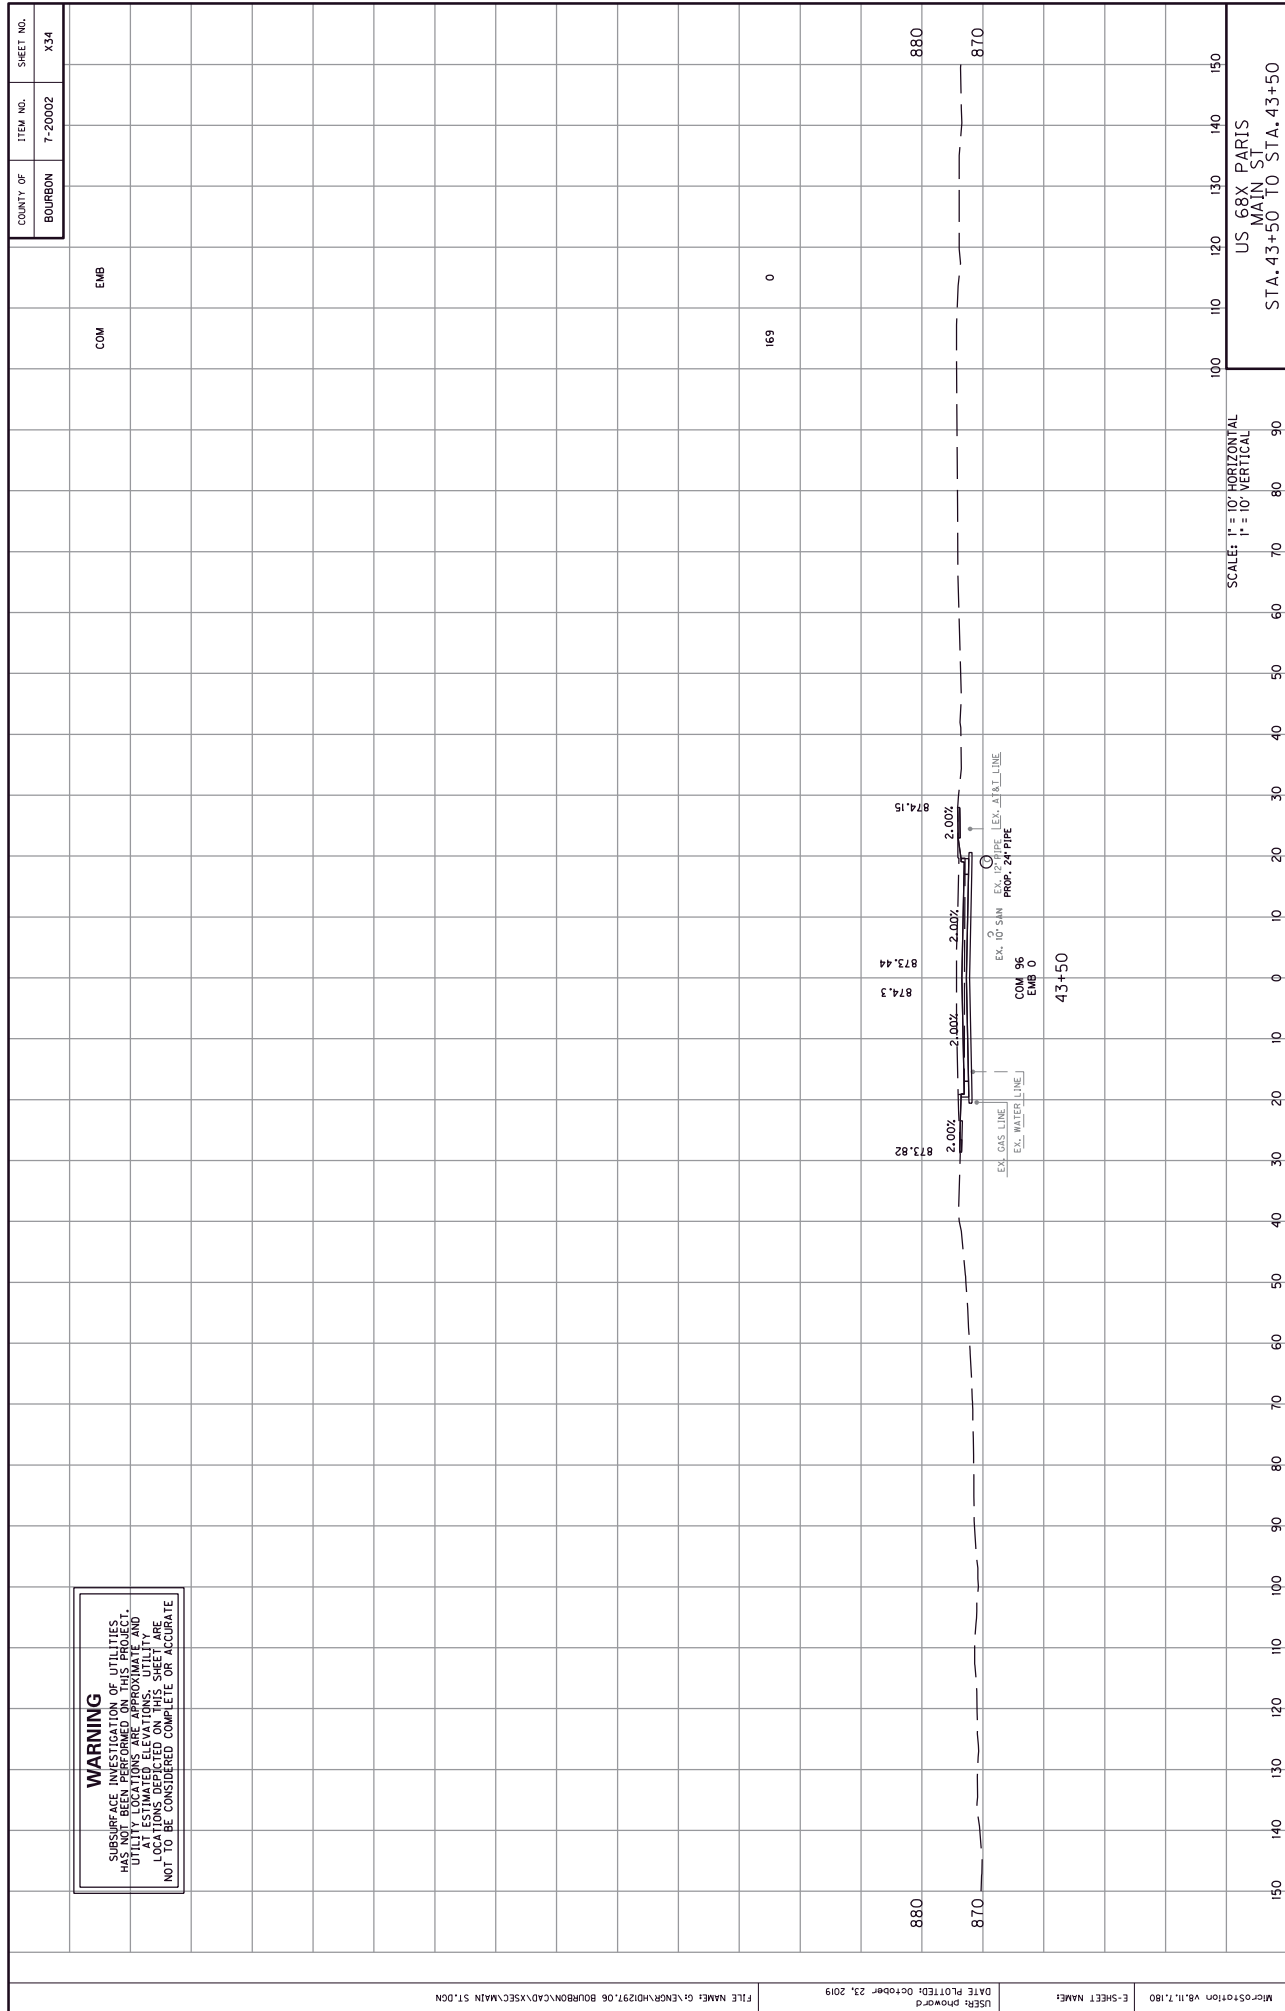 COUNTY OF
ITEM NO.
SHEET NO.
BOURBON
7-20002
X34
COM
EMB
WARNING
SUBSURFACE INVESTIGATION OF UTILITIES
HAS NOT BEEN PERFORMED ON THIS PROJECT.
UTILITY LOCATIONS ARE APPROXIMATE AND
AT ESTIMATED ELEVATIONS. UTILITY
LOCATIONS DEPICTED ON THIS SHEET ARE
NOT TO BE CONSIDERED COMPLETE OR ACCURATE
169
0
880
880
870
870
873.82
874.3
873.44
874.15
2.00%
2.00%
2.00%
2.00%
EX. GAS LINE
EX. WATER LINE
EX. 10" SAN
EX. 12" PIPE
EX. AT&T LINE
PROP. 24" PIPE
COM 96
EMB 0
43+50
100 110 120 130 140 150
SCALE: 1" = 10' HORIZONTAL
1" = 10' VERTICAL
US 68X PARIS
MAIN ST
STA. 43+50 TO STA. 43+50
150 140 130 120 110 100 90 80 70 60 50 40 30 20 10 0 10 20 30 40 50 60 70 80 90
MicroStation v8.11.7.180
E-SHEET NAME:
USER: phoward
DATE PLOTTED: October 23, 2019
FILE NAME: G:\ENGR\HDI297.06 BOURBON\CAD\XSEC\MAIN ST.DGN